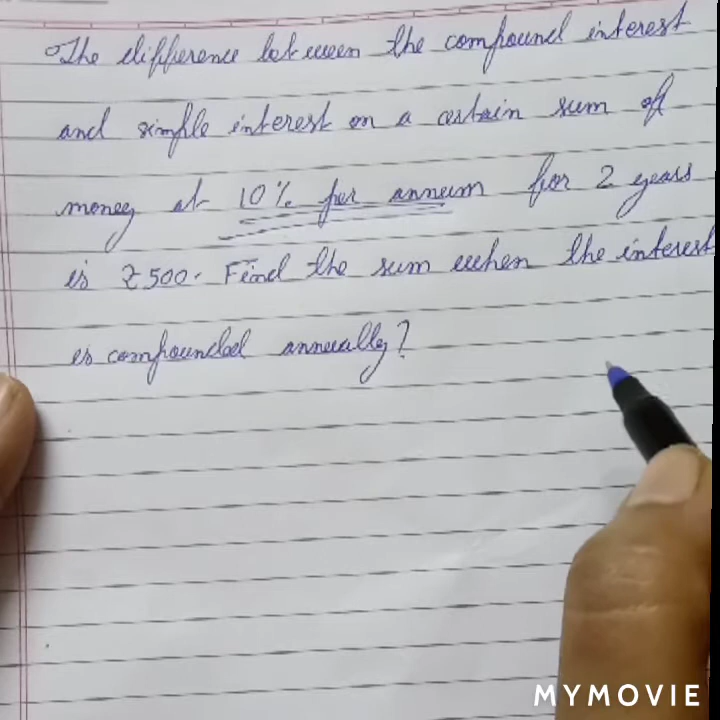 The difference between the compound interest
and simple interest on a certain sum of
money at 10% per annum for 2 years
is ₹500. Find the sum when the interest
is compounded annually?
MYMOVIE